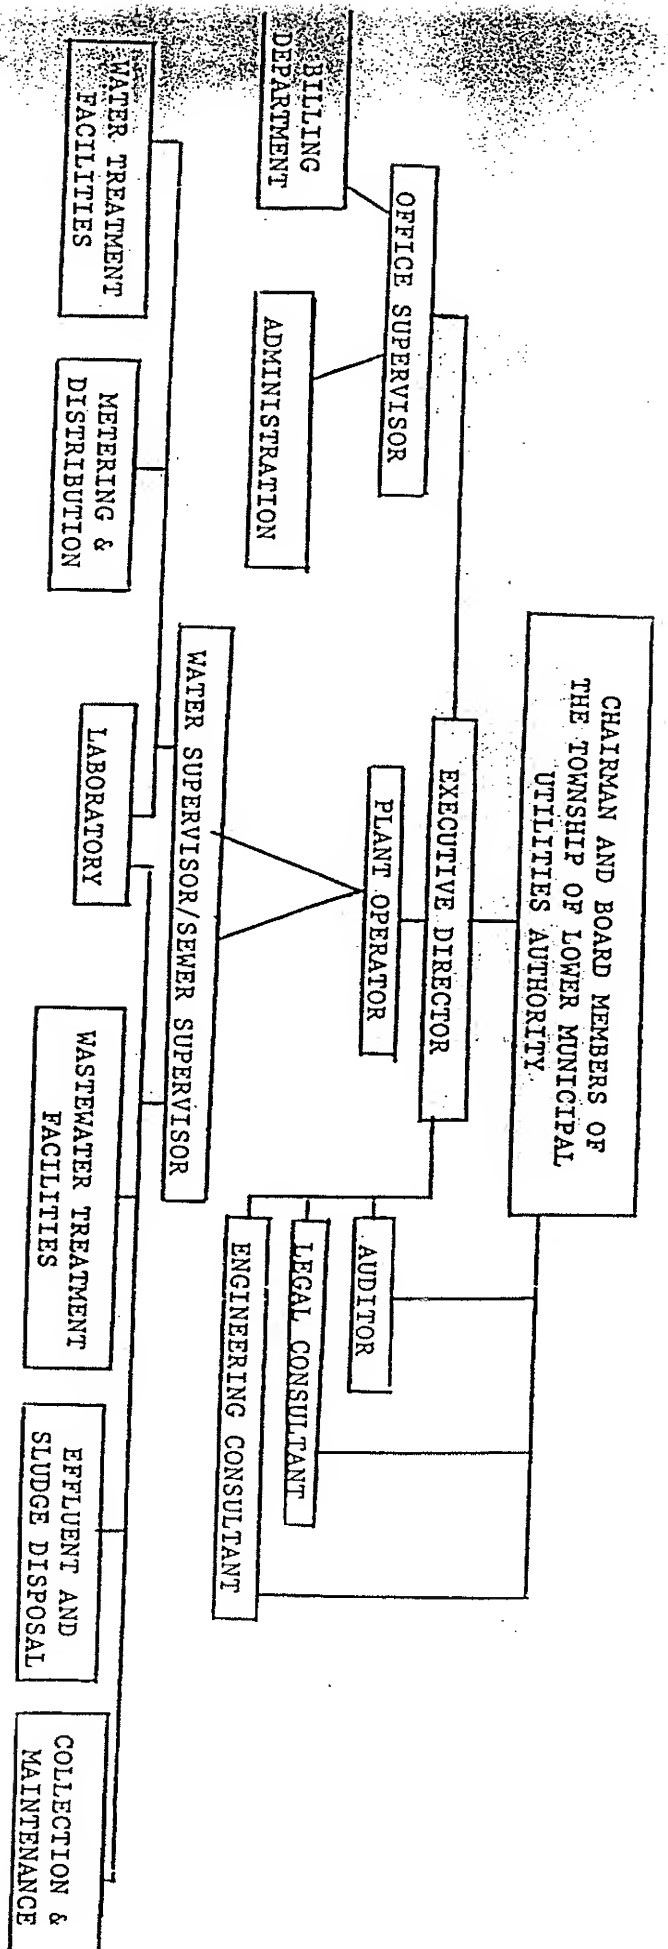 CHAIRMAN AND BOARD MEMBERS OF
THE TOWNSHIP OF LOWER MUNICIPAL
UTILITIES AUTHORITY
EXECUTIVE DIRECTOR
OFFICE SUPERVISOR
PLANT OPERATOR
AUDITOR
LEGAL CONSULTANT
ENGINEERING CONSULTANT
BILLING
DEPARTMENT
ADMINISTRATION
WATER SUPERVISOR/SEWER SUPERVISOR
WATER TREATMENT
FACILITIES
METERING &
DISTRIBUTION
LABORATORY
WASTEWATER TREATMENT
FACILITIES
EFFLUENT AND
SLUDGE DISPOSAL
COLLECTION &
MAINTENANCE